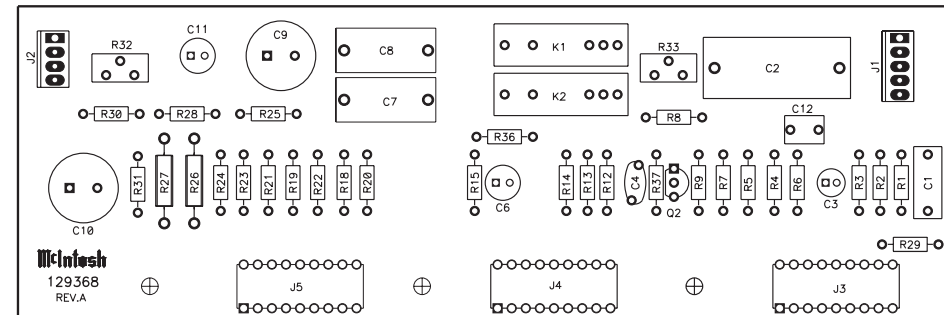 J2
R32
C11
C9
C8
C7
K1
K2
R33
C2
J1
C12
R30
R28
R25
R36
R8
C10
R31
R27
R26
R24
R23
R21
R19
R22
R18
R20
R15
C6
R14
R13
R12
C4
R37
Q2
R9
R7
R5
R4
R6
C3
R3
R2
R1
C1
R29
McIntosh
129368
REV.A
J5
J4
J3